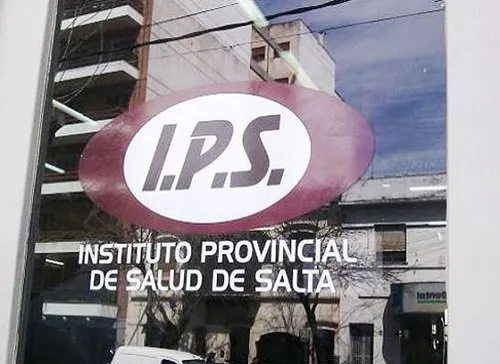 I.P.S.
INSTITUTO PROVINCIAL
DE SALUD DE SALTA